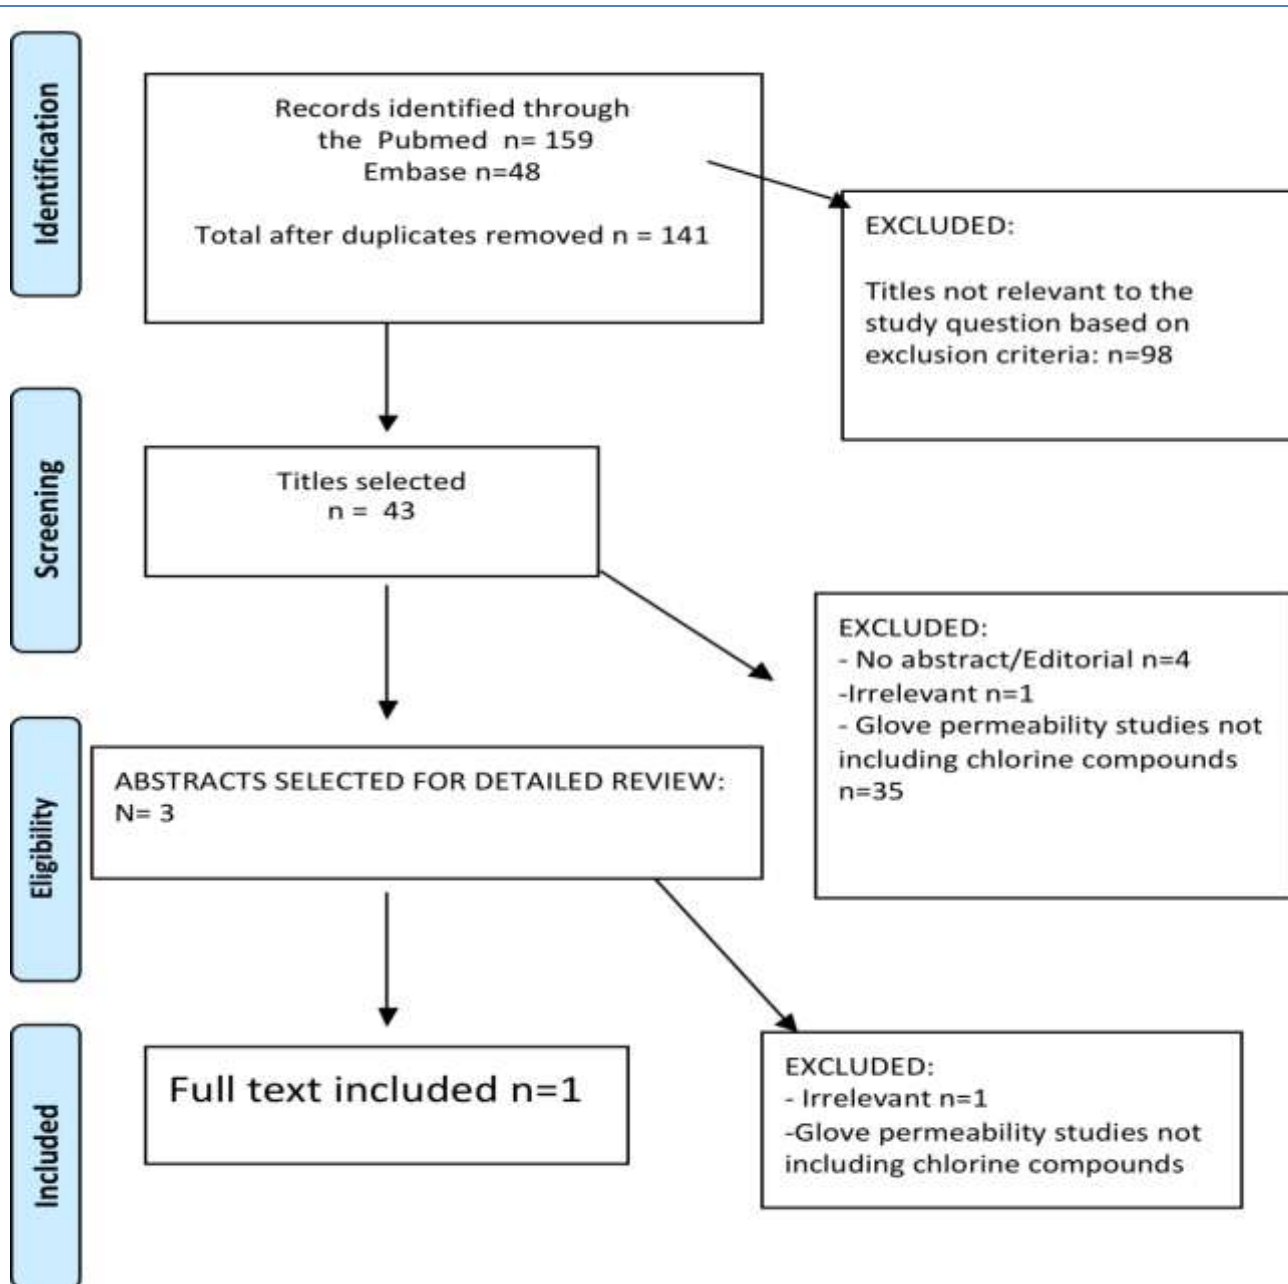 Identification
Records identified through
the Pubmed n= 159
Embase n=48
Total after duplicates removed n = 141
EXCLUDED:
Titles not relevant to the
study question based on
exclusion criteria: n=98
Screening
Titles selected
n = 43
EXCLUDED:
- No abstract/Editorial n=4
-Irrelevant n=1
- Glove permeability studies not
including chlorine compounds
n=35
Eligibility
ABSTRACTS SELECTED FOR DETAILED REVIEW:
N= 3
Included
Full text included n=1
EXCLUDED:
- Irrelevant n=1
-Glove permeability studies not
including chlorine compounds